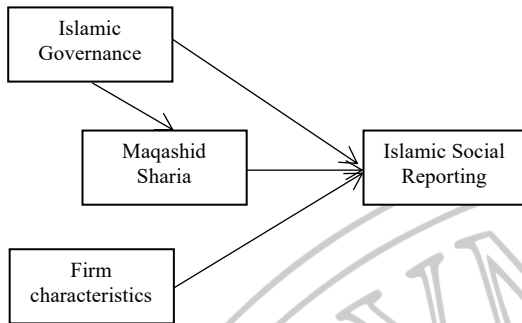 Islamic
Governance
Maqashid
Sharia
Islamic Social
Reporting
Firm
characteristics